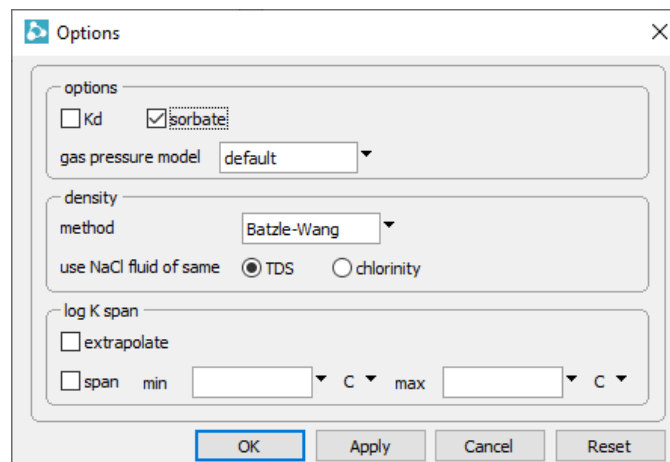 Options
options
Kd sorbate
gas pressure model default
density
method Batzle-Wang
use NaCl fluid of same TDS chlorinity
log K span
extrapolate
span min C max C
OK Apply Cancel Reset